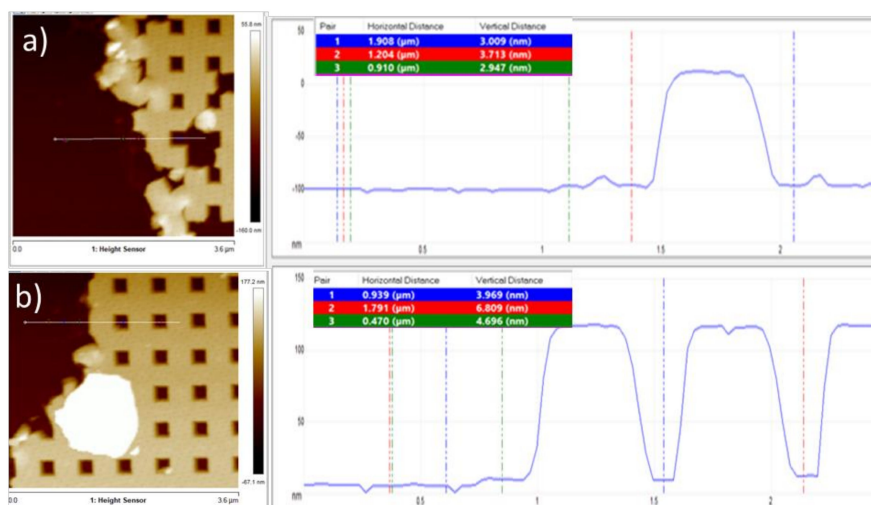 a)
55.8 nm
-160.0 nm
0.0
1: Height Sensor
3.6 µm
Pair Horizontal Distance Vertical Distance
1 1.908 (µm) 3.009 (nm)
2 1.204 (µm) 3.713 (nm)
3 0.910 (µm) 2.947 (nm)
50
0
-50
-100
nm
0.5
1
1.5
2
b)
177.2 nm
-67.1 nm
0.0
1: Height Sensor
3.6 µm
Pair Horizontal Distance Vertical Distance
1 0.939 (µm) 3.969 (nm)
2 1.791 (µm) 6.809 (nm)
3 0.470 (µm) 4.696 (nm)
150
100
50
nm
0.5
1
1.5
2